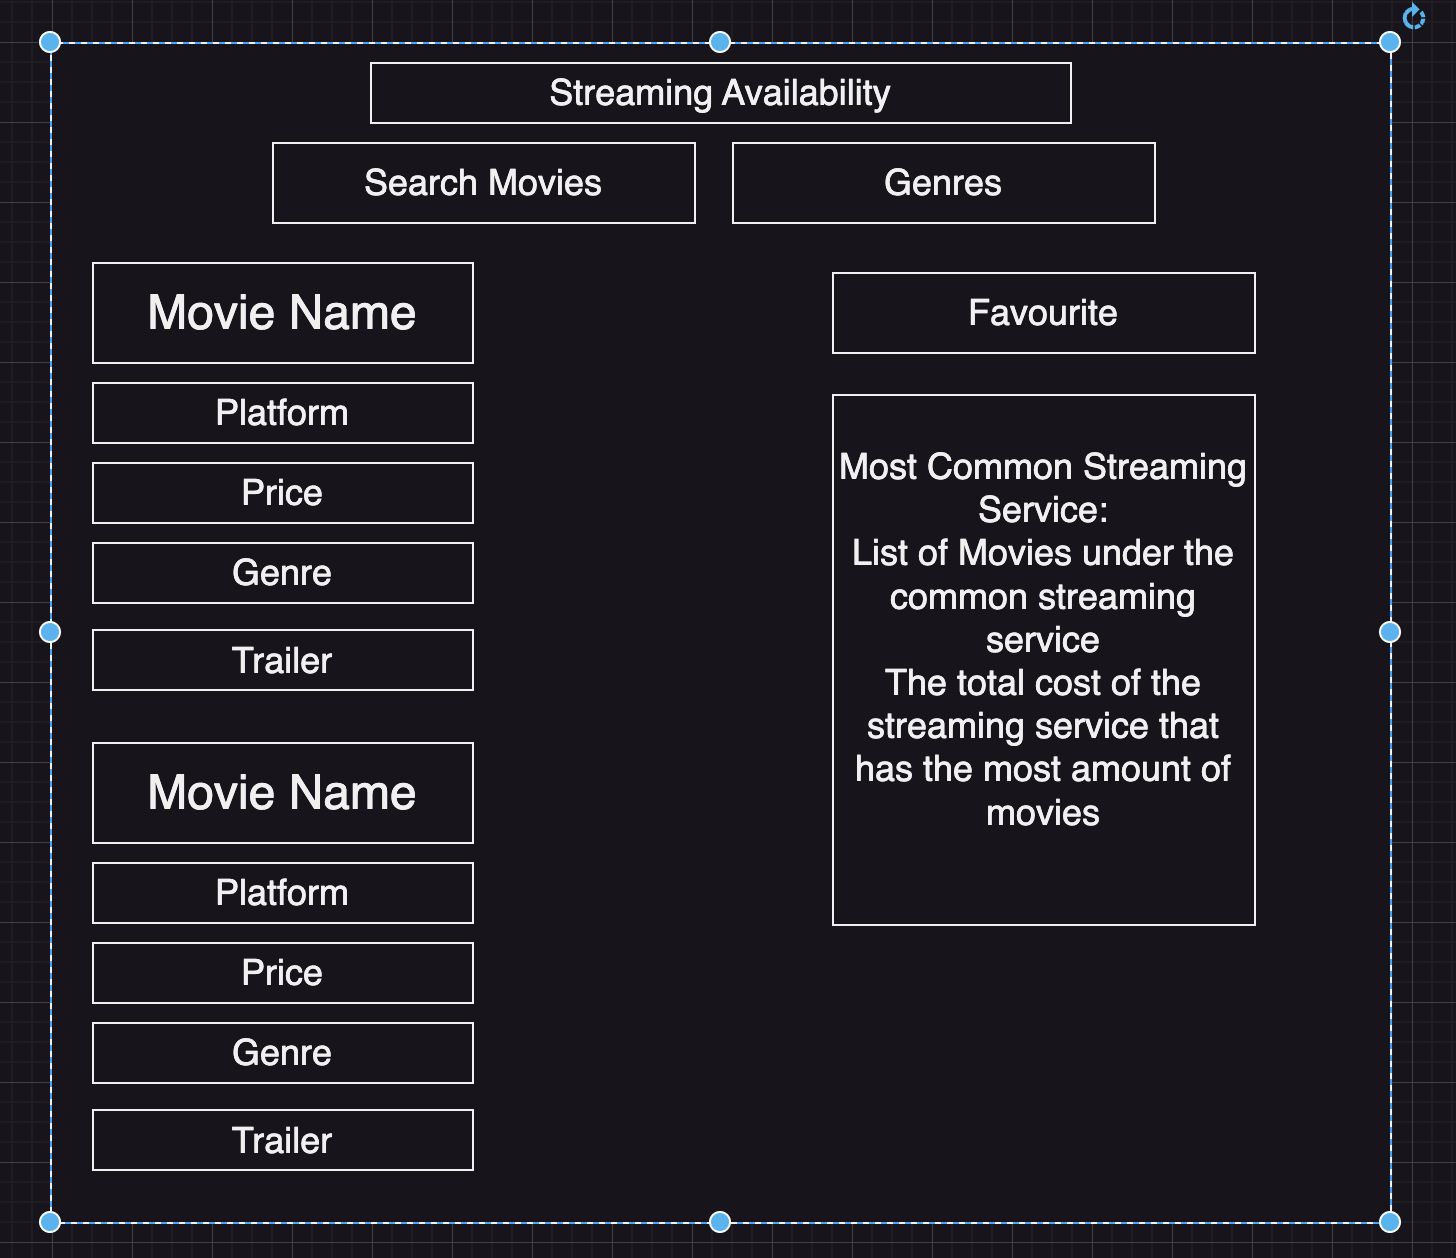 Streaming Availability
Search Movies
Genres
Movie Name
Platform
Price
Genre
Trailer
Movie Name
Platform
Price
Genre
Trailer
Favourite
Most Common Streaming
Service:
List of Movies under the
common streaming
service
The total cost of the
streaming service that
has the most amount of
movies